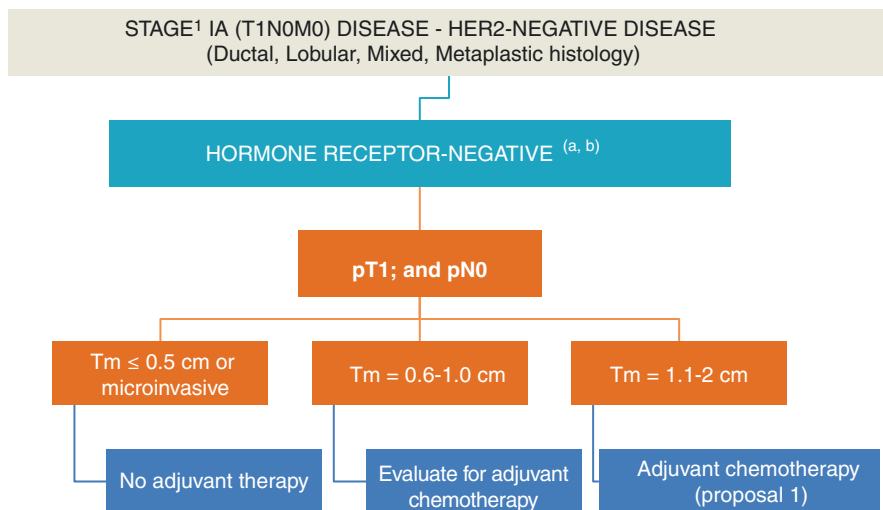 STAGE¹ IA (T1N0M0) DISEASE - HER2-NEGATIVE DISEASE
(Ductal, Lobular, Mixed, Metaplastic histology)
HORMONE RECEPTOR-NEGATIVE (a, b)
pT1; and pN0
Tm ≤ 0.5 cm or
microinvasive
Tm = 0.6-1.0 cm
Tm = 1.1-2 cm
No adjuvant therapy
Evaluate for adjuvant
chemotherapy
Adjuvant chemotherapy
(proposal 1)